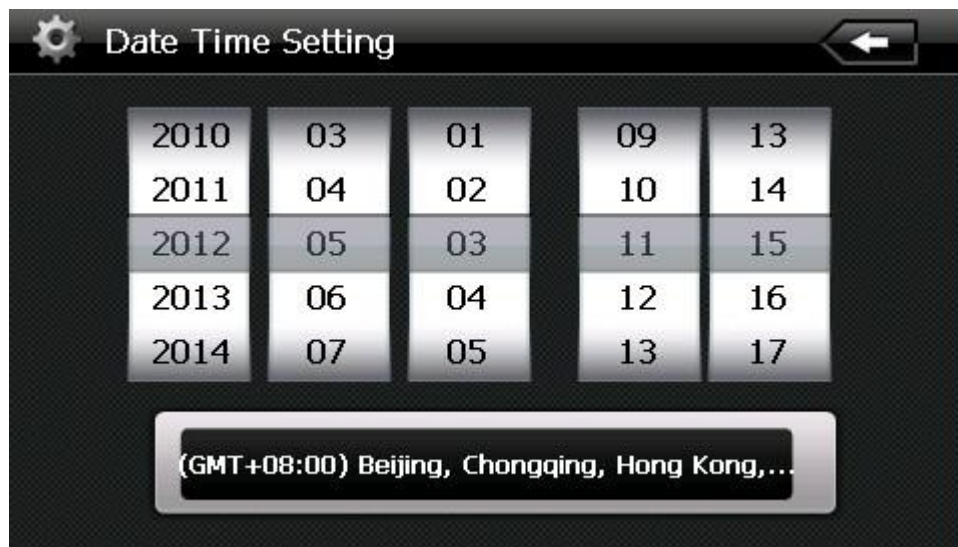 Date Time Setting
2010 03 01 09 13
2011 04 02 10 14
2012 05 03 11 15
2013 06 04 12 16
2014 07 05 13 17
(GMT+08:00) Beijing, Chongqing, Hong Kong,...